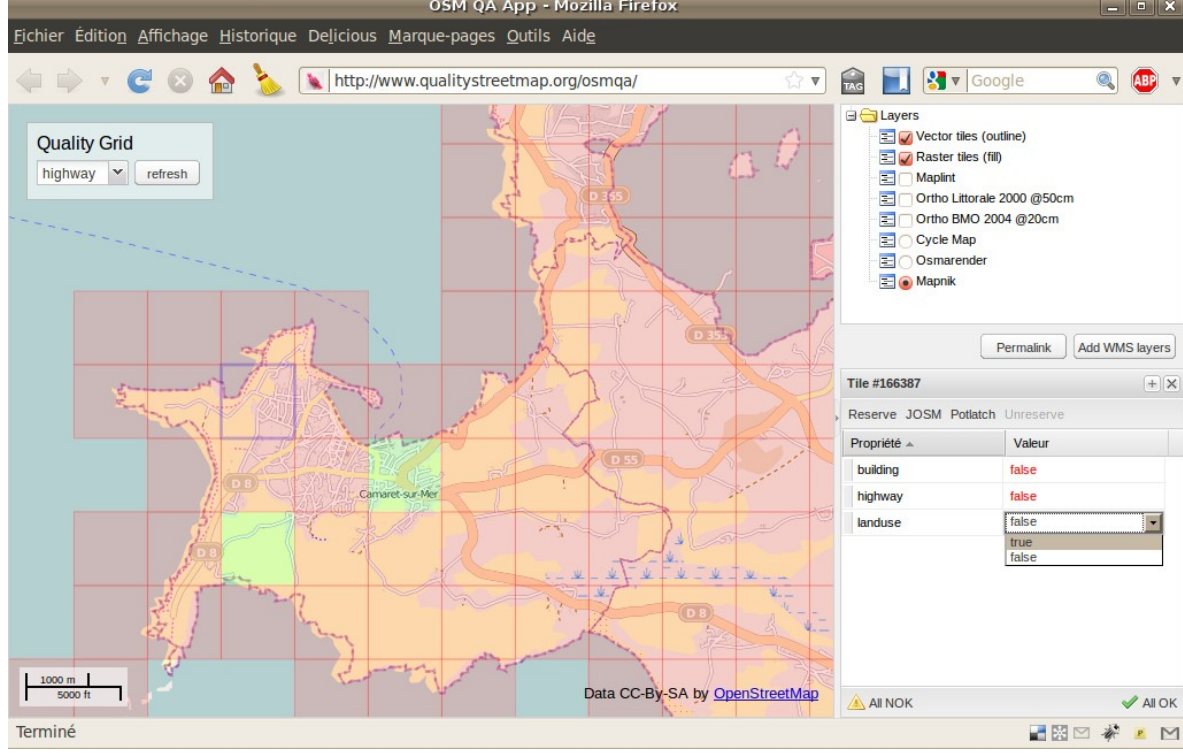 OSM QA App - Mozilla Firefox
Fichier Édition Affichage Historique Delicious Marque-pages Outils Aide
http://www.qualitystreetmap.org/osmqa/
TAG
Google
ABP
Quality Grid
highway
refresh
D 355
D 355
D 55
D 8
Camaret-sur-Mer
D 8
D 8
1000 m
5000 ft
Data CC-By-SA by OpenStreetMap
Layers
Vector tiles (outline)
Raster tiles (fill)
Maplint
Ortho Littorale 2000 @50cm
Ortho BMO 2004 @20cm
Cycle Map
Osmarender
Mapnik
Permalink
Add WMS layers
Tile #166387
Reserve JOSM Potlatch Unreserve
Propriété Valeur
building false
highway false
landuse false
true
false
All NOK
All OK
Terminé
P